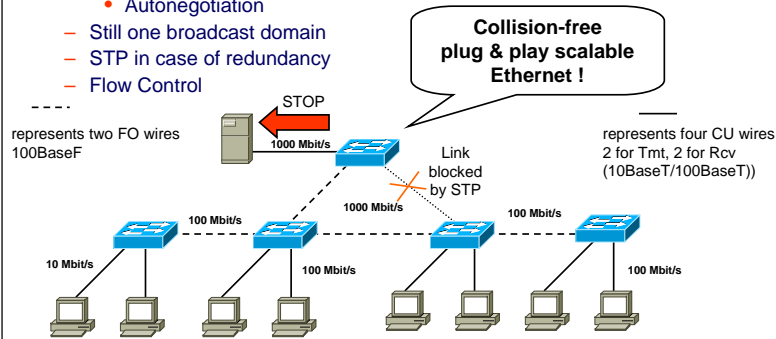 • Autonegotiation
– Still one broadcast domain
– STP in case of redundancy
– Flow Control
Collision-free
plug & play scalable
Ethernet !
represents two FO wires
100BaseF
STOP
1000 Mbit/s
Link
blocked
by STP
1000 Mbit/s
represents four CU wires
2 for Tmt, 2 for Rcv
(10BaseT/100BaseT))
100 Mbit/s
100 Mbit/s
10 Mbit/s
100 Mbit/s
100 Mbit/s